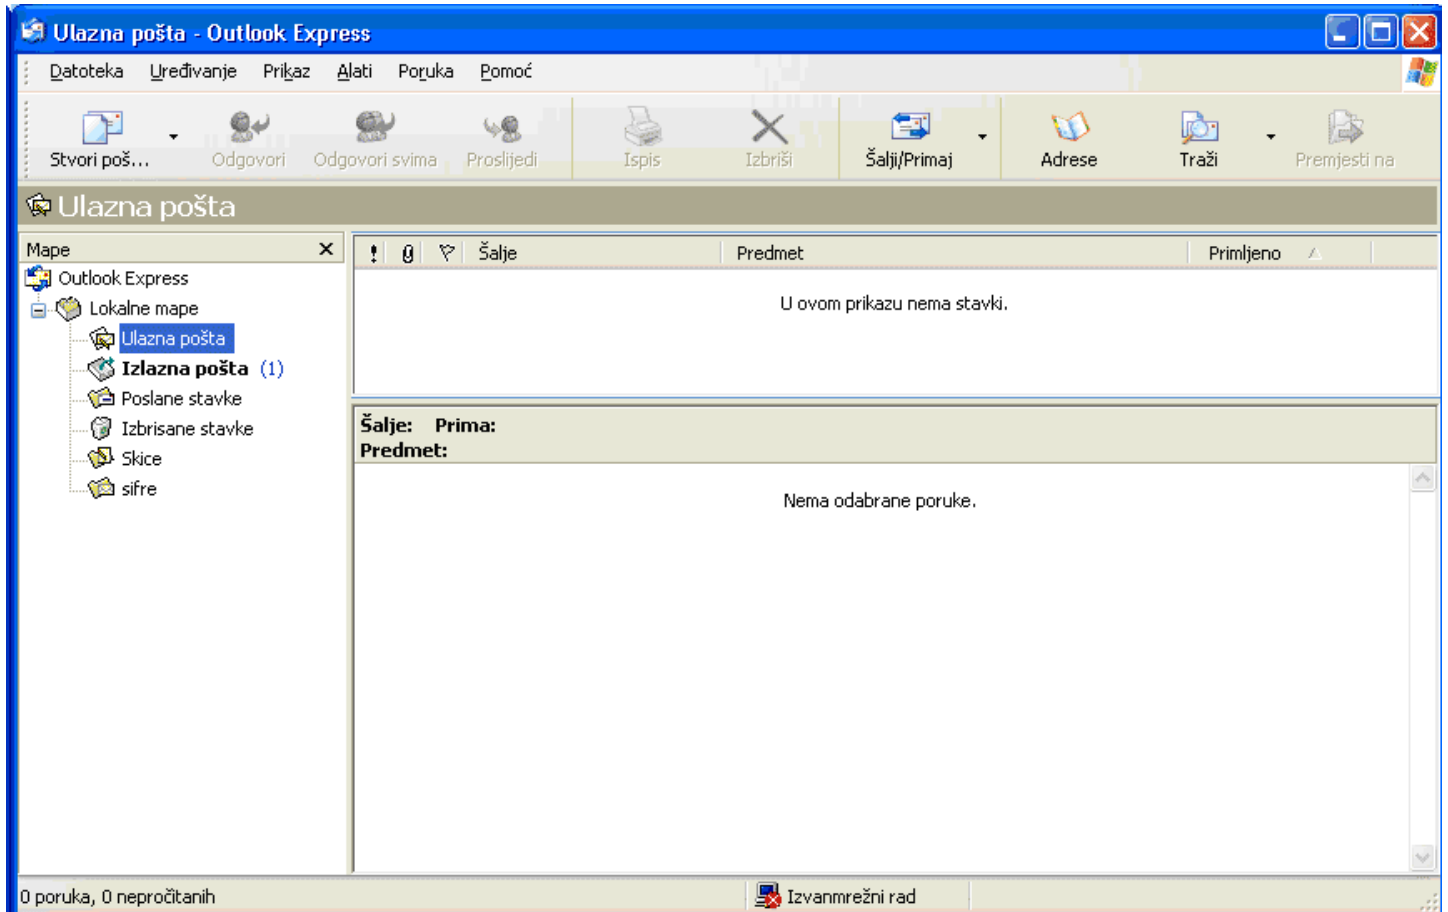 Ulazna pošta - Outlook Express
Datoteka Uređivanje Prikaz Alati Poruka Pomoć
Stvori poš... Odgovori Odgovori svima Proslijedi Ispis Izbriši Šalji/Primaj Adrese Traži Premjesti na
Ulazna pošta
Mape
Outlook Express
Lokalne mape
Ulazna pošta
Izlazna pošta (1)
Poslane stavke
Izbrisane stavke
Skice
sifre
! Šalje Predmet Primljeno
U ovom prikazu nema stavki.
Šalje: Prima:
Predmet:
Nema odabrane poruke.
0 poruka, 0 nepročitanih Izvanmrežni rad